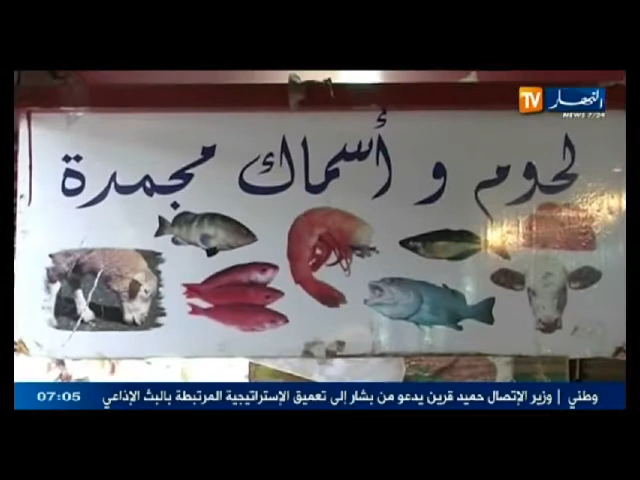 النهار TV
NEWS 7/24
لحوم و أسماك مجمدة
وطني | وزير الإتصال حميد قرين يدعو من بشار إلى تعميق الإستراتيجية المرتبطة بالبث الإذاعي
07:05